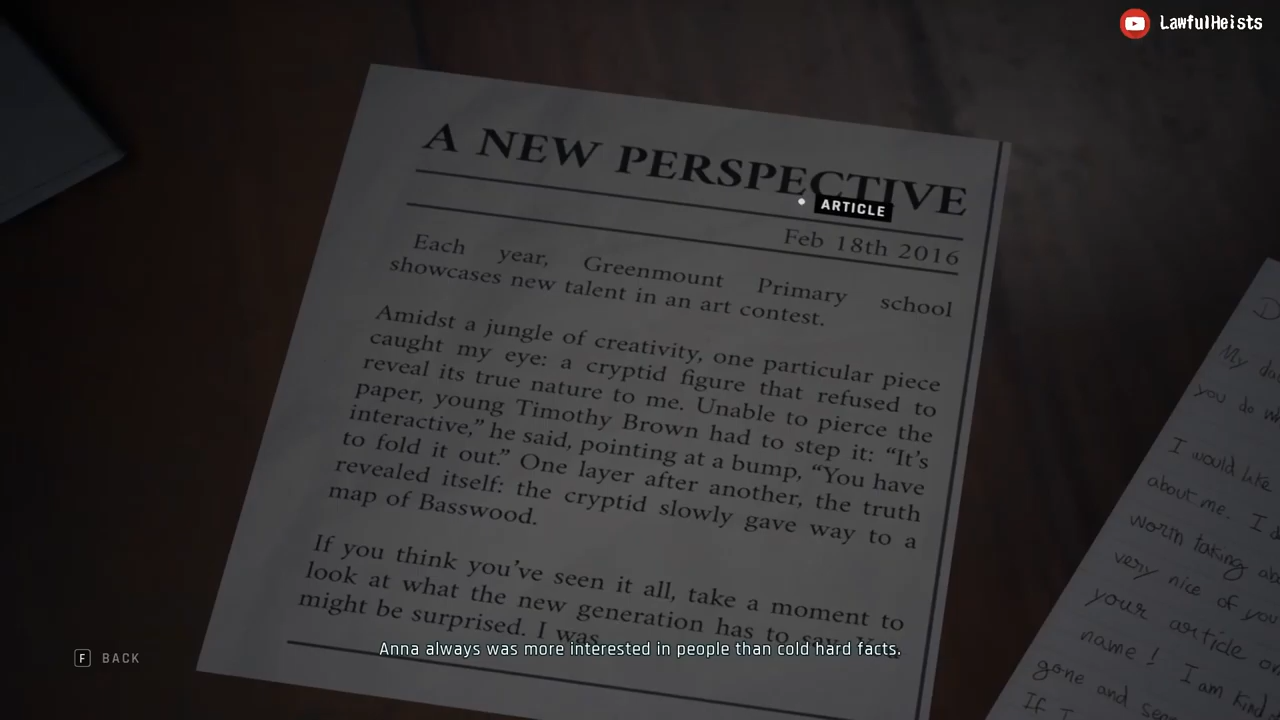 LawfulHeists
A NEW PERSPECTIVE
ARTICLE
Feb 18th 2016
Each year, Greenmount Primary school
showcases new talent in an art contest.
Amidst a jungle of creativity, one particular piece
caught my eye: a cryptid figure that refused to
reveal its true nature to me. Unable to pierce the
paper, young Timothy Brown had to step it: “It’s
interactive,” he said, pointing at a bump, “You have
to fold it out.” One layer after another, the truth
revealed itself: the cryptid slowly gave way to a
map of Basswood.
If you think you’ve seen it all, take a moment to
look at what the new generation has to say. You
might be surprised. I was.
Anna always was more interested in people than cold hard facts.
F BACK
My
you do
I would like
about me. I
worm taking
very nice of you
your article
name! I am
gone and
If I